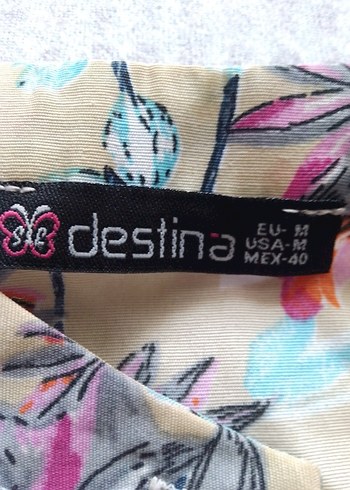 S&E destina
EU- M
USA-M
MEX-40